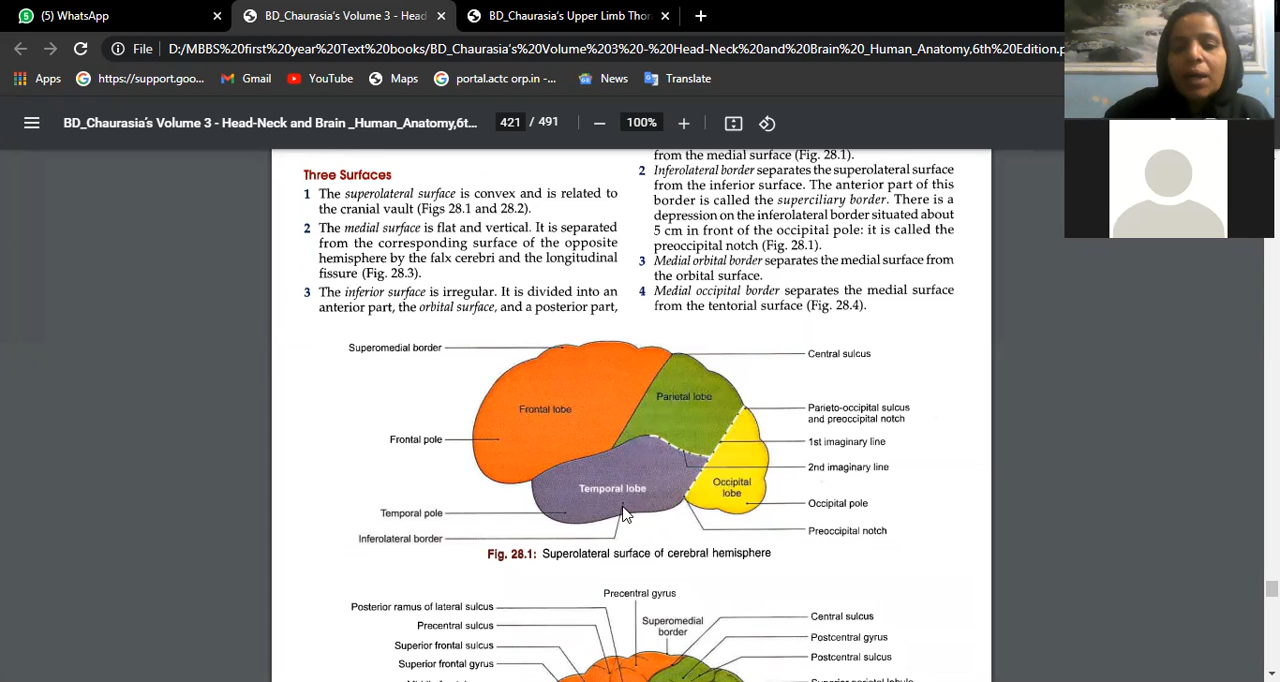 (5) WhatsApp
BD_Chaurasia's Volume 3 - Head
BD_Chaurasia's Upper Limb Thor
File
D:/MBBS%20first%20year%20Text%20books/BD_Chaurasia's%20Volume%203%20-%20Head-Neck%20and%20Brain%20_Human_Anatomy,6th%20Edition.p
Apps
https://support.goo...
Gmail
YouTube
Maps
portal.actc orp.in -...
News
Translate
BD_Chaurasia's Volume 3 - Head-Neck and Brain _Human_Anatomy,6t...
421 / 491
100%
Three Surfaces
1 The superolateral surface is convex and is related to
the cranial vault (Figs 28.1 and 28.2).
2 The medial surface is flat and vertical. It is separated
from the corresponding surface of the opposite
hemisphere by the falx cerebri and the longitudinal
fissure (Fig. 28.3).
3 The inferior surface is irregular. It is divided into an
anterior part, the orbital surface, and a posterior part,
from the medial surface (Fig. 28.1).
2 Inferolateral border separates the superolateral surface
from the inferior surface. The anterior part of this
border is called the superciliary border. There is a
depression on the inferolateral border situated about
5 cm in front of the occipital pole: it is called the
preoccipital notch (Fig. 28.1).
3 Medial orbital border separates the medial surface from
the orbital surface.
4 Medial occipital border separates the medial surface
from the tentorial surface (Fig. 28.4).
Superomedial border
Central sulcus
Parietal lobe
Frontal lobe
Parieto-occipital sulcus
and preoccipital notch
Frontal pole
1st imaginary line
2nd imaginary line
Temporal lobe
Occipital
lobe
Occipital pole
Temporal pole
Preoccipital notch
Inferolateral border
Fig. 28.1: Superolateral surface of cerebral hemisphere
Precentral gyrus
Posterior ramus of lateral sulcus
Central sulcus
Precentral sulcus
Superomedial
border
Postcentral gyrus
Superior frontal sulcus
Postcentral sulcus
Superior frontal gyrus